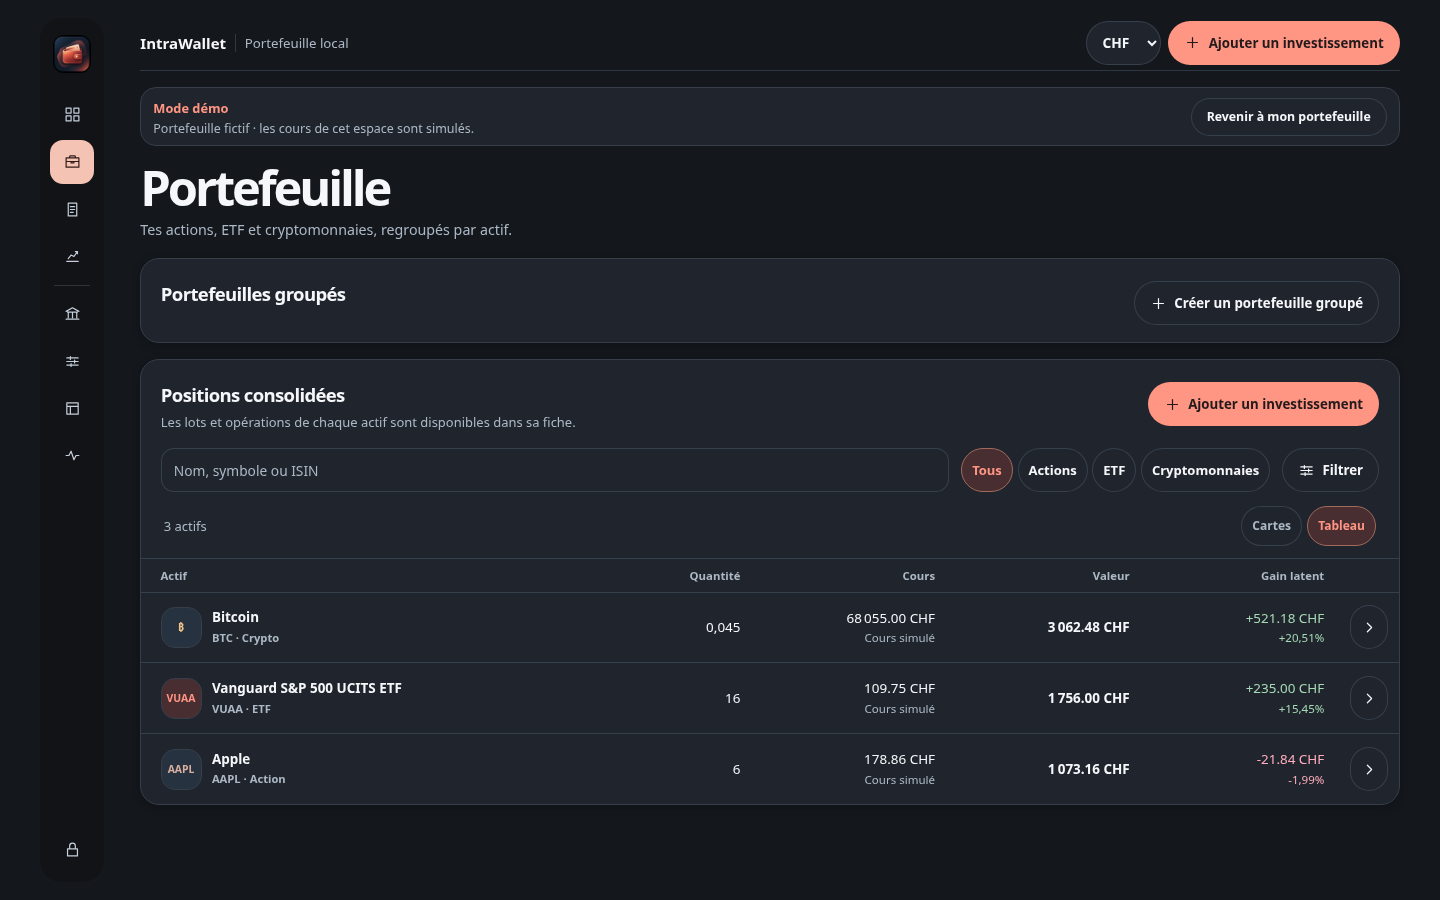 IntraWallet
Portefeuille local
CHF
Ajouter un investissement
Mode démo
Portefeuille fictif · les cours de cet espace sont simulés.
Revenir à mon portefeuille
Portefeuille
Tes actions, ETF et cryptomonnaies, regroupés par actif.
Portefeuilles groupés
Créer un portefeuille groupé
Positions consolidées
Les lots et opérations de chaque actif sont disponibles dans sa fiche.
Ajouter un investissement
Nom, symbole ou ISIN
Tous
Actions
ETF
Cryptomonnaies
Filtrer
3 actifs
Cartes
Tableau
Actif Quantité Cours Valeur Gain latent
₿ Bitcoin 0,045 68 055.00 CHF 3 062.48 CHF +521.18 CHF
BTC · Crypto Cours simulé +20,51%
VUAA Vanguard S&P 500 UCITS ETF 16 109.75 CHF 1 756.00 CHF +235.00 CHF
VUAA · ETF Cours simulé +15,45%
AAPL Apple 6 178.86 CHF 1 073.16 CHF -21.84 CHF
AAPL · Action Cours simulé -1,99%